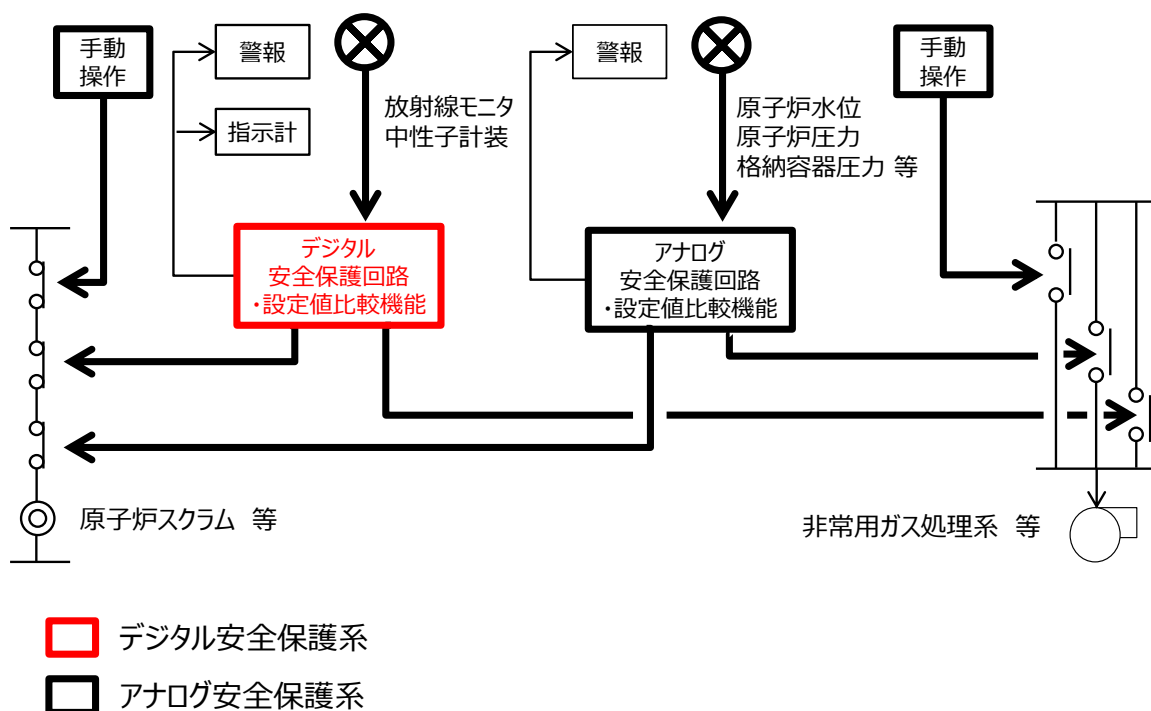 手動
操作
警報
指示計
放射線モニタ
中性子計装
警報
原子炉水位
原子炉圧力
格納容器圧力 等
手動
操作
デジタル
安全保護回路
・設定値比較機能
アナログ
安全保護回路
・設定値比較機能
原子炉スクラム 等
非常用ガス処理系 等
デジタル安全保護系
アナログ安全保護系